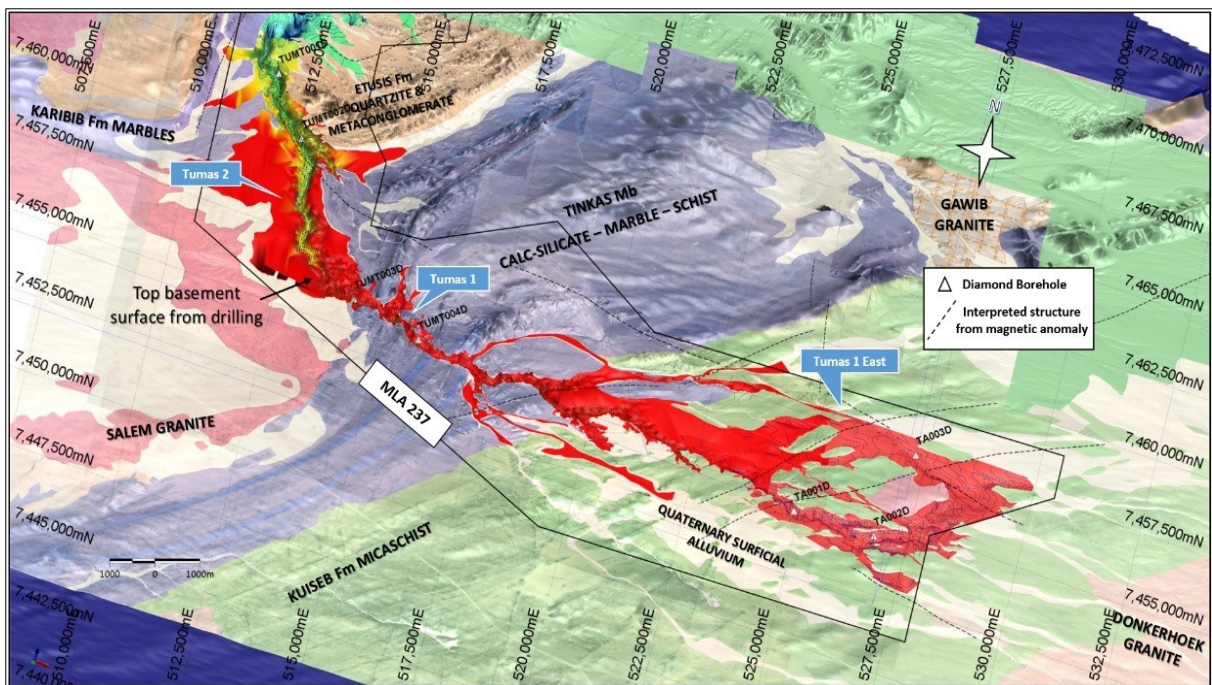 7,460,000mN
507,500mE
510,000mE
TUMT001D
512,500mE
515,000mE
517,500mE
520,000mE
522,500mE
525,000mE
527,500mE
530,000mE
7,472,500mN
ETUSIS Fm
QUARTZITE &
METACONGLOMERATE
KARIBIB Fm MARBLES
7,457,500mN
N
7,470,000mN
Tumas 2
TINKAS Mb
CALC-SILICATE – MARBLE – SCHIST
GAWIB
GRANITE
7,467,500mN
7,455,000mN
Diamond Borehole
Interpreted structure
from magnetic anomaly
7,465,000mN
Top basement
surface from drilling
TUMT003D
Tumas 1
TUMT004D
7,452,500mN
7,462,500mN
Tumas 1 East
7,450,000mN
MLA 237
SALEM GRANITE
7,447,500mN
TA003D
7,460,000mN
TA001D
TA002D
QUATERNARY SURFICIAL
ALLUVIUM
7,457,500mN
7,445,000mN
1000 0 1000m
KUISEB Fm MICASCHIST
7,442,500mN
7,455,000mN
DONKERHOEK
GRANITE
512,500mE
515,000mE
517,500mE
520,000mE
522,500mE
525,000mE
527,500mE
530,000mE
532,500mE